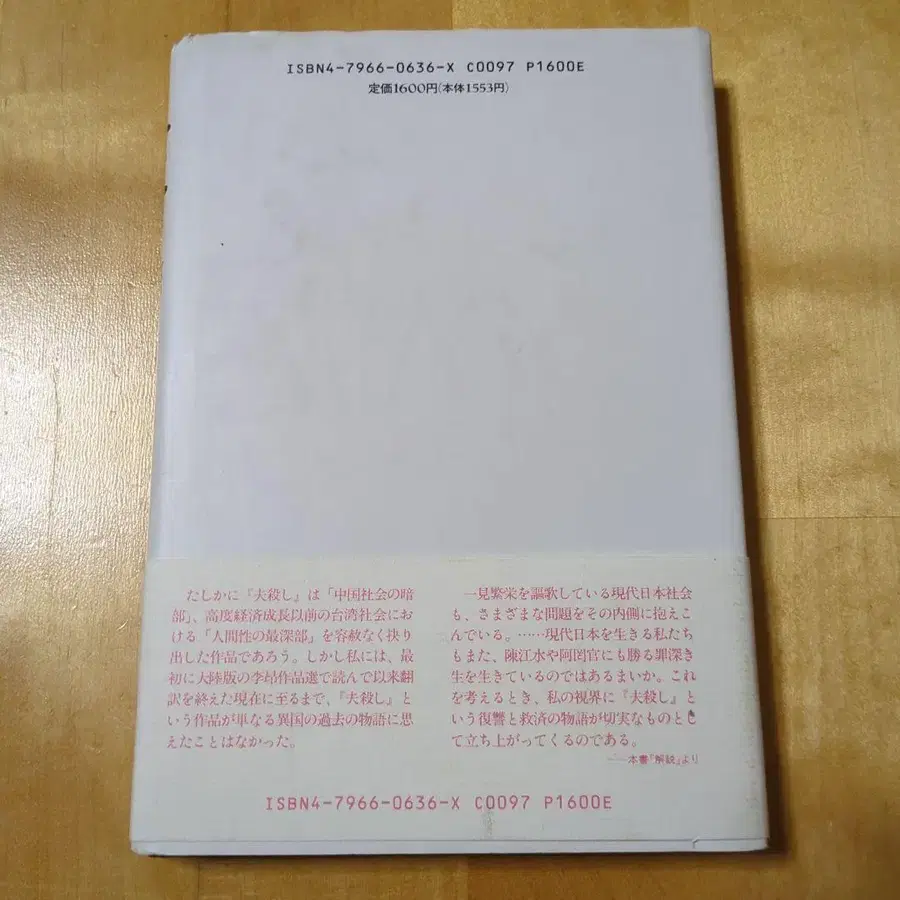 ISBN4-7966-0636-X C0097 P1600E
定価1600円(本体1553円)
たしかに『夫殺し』は「中国社会の暗
部」、高度経済成長以前の台湾社会にお
ける「人間性の最深部」を容赦なく抉り
出した作品であろう。しかし私には、最
初に大陸版の李昂作品選で読んで以来翻
訳を終えた現在に至るまで、『夫殺し』と
いう作品が単なる異国の過去の物語に思
えたことはなかった。
一見繁栄を謳歌している現代日本社会
も、さまざまな問題をその内側に抱えこ
んでいる。……現代日本を生きる私たち
もまた、陳江水や阿罔官にも勝る罪深き
生を生きているのではあるまいか。これ
を考えるとき、私の視界に『夫殺し』と
いう復讐と救済の物語が切実なものとし
て立ち上がってくるのである。
——本書『解説』より
ISBN4-7966-0636-X C0097 P1600E